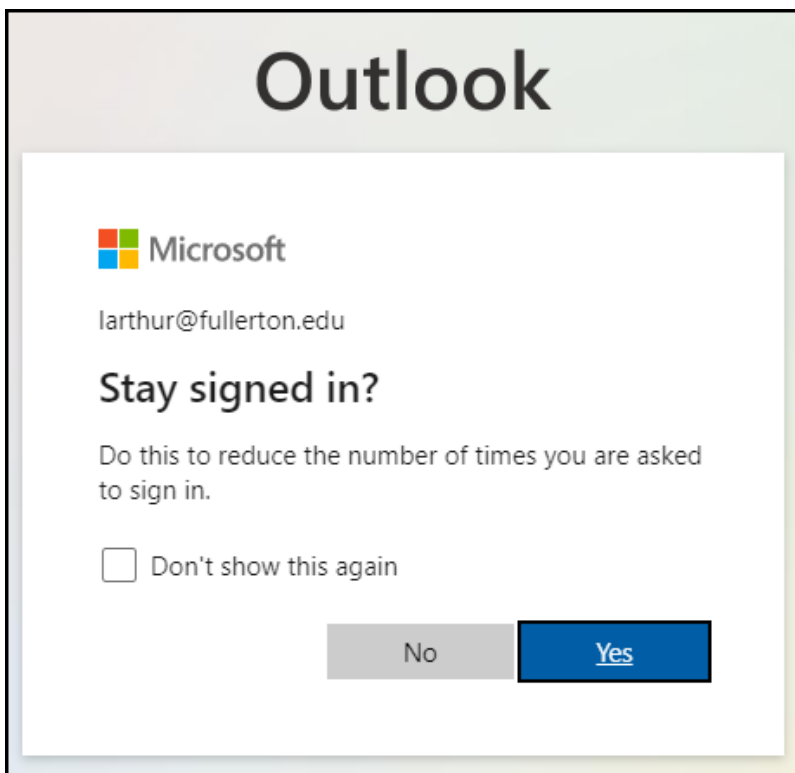 Outlook
Microsoft
larthur@fullerton.edu
Stay signed in?
Do this to reduce the number of times you are asked
to sign in.
Don't show this again
No
Yes